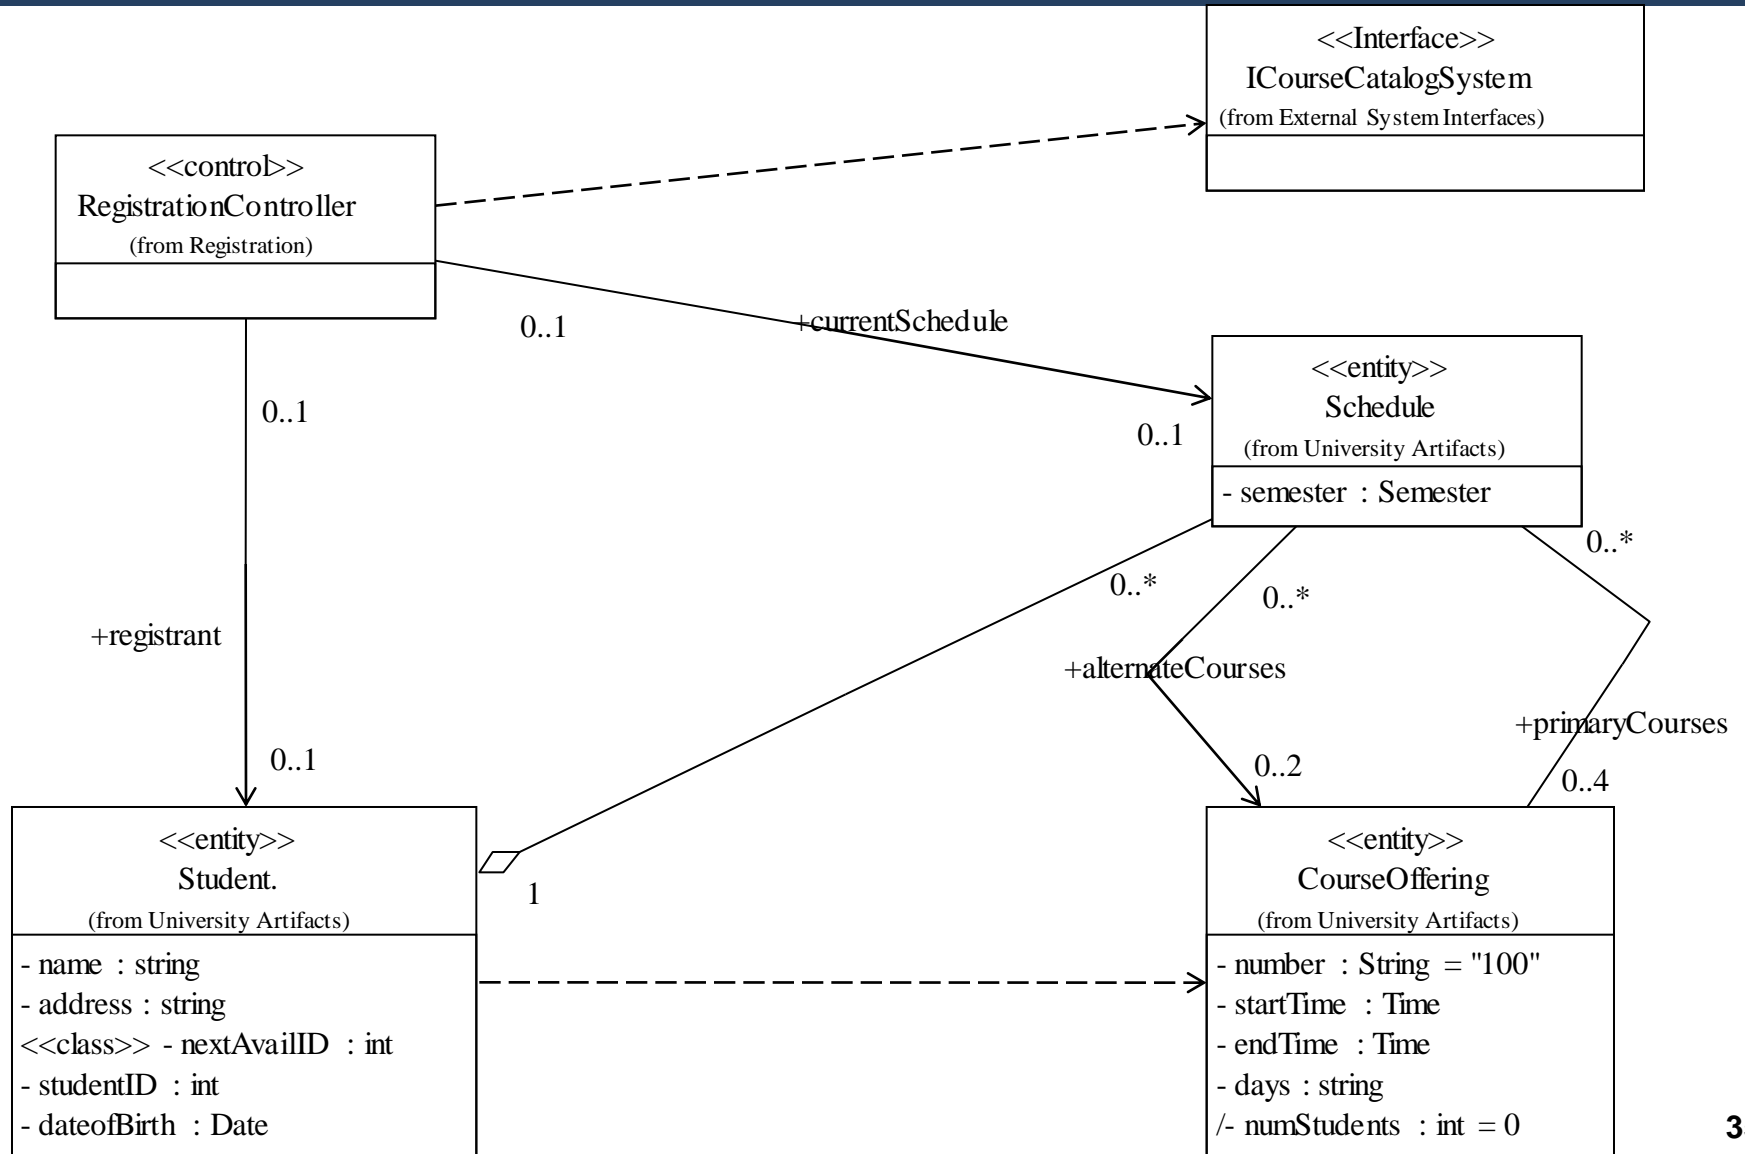 <<Interface>>
ICourseCatalogSystem
(from External System Interfaces)
<<control>>
RegistrationController
(from Registration)
0..1
+currentSchedule
0..1
<<entity>>
Schedule
(from University Artifacts)
- semester : Semester
0..1
+registrant
0..1
0..*
0..*
0..*
+alternateCourses
+primaryCourses
0..2
0..4
1
<<entity>>
Student.
(from University Artifacts)
- name : string
- address : string
<<class>> - nextAvailID : int
- studentID : int
- dateofBirth : Date
<<entity>>
CourseOffering
(from University Artifacts)
- number : String = "100"
- startTime : Time
- endTime : Time
- days : string
/- numStudents : int = 0